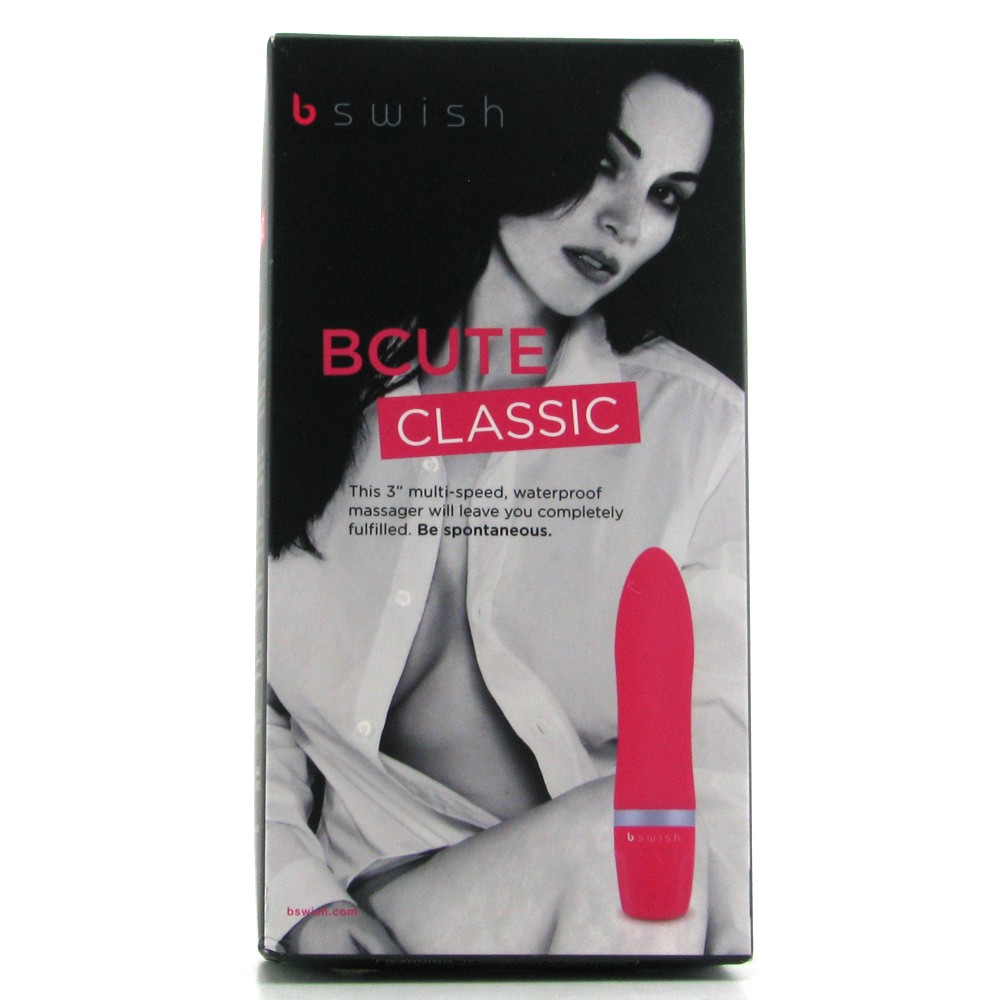 bswish
BCUTE
CLASSIC
This 3" multi-speed, waterproof
massager will leave you completely
fulfilled. Be spontaneous.
bswish
bswish.com